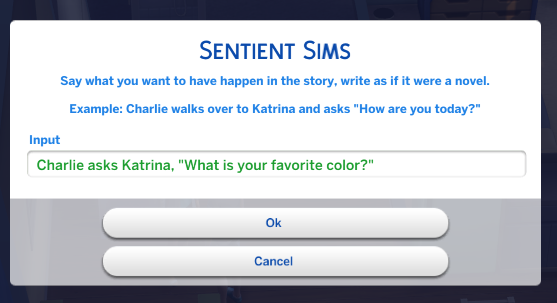 Sentient Sims
Say what you want to have happen in the story, write as if it were a novel.
Example: Charlie walks over to Katrina and asks "How are you today?"
Input
Charlie asks Katrina, "What is your favorite color?"
Ok
Cancel